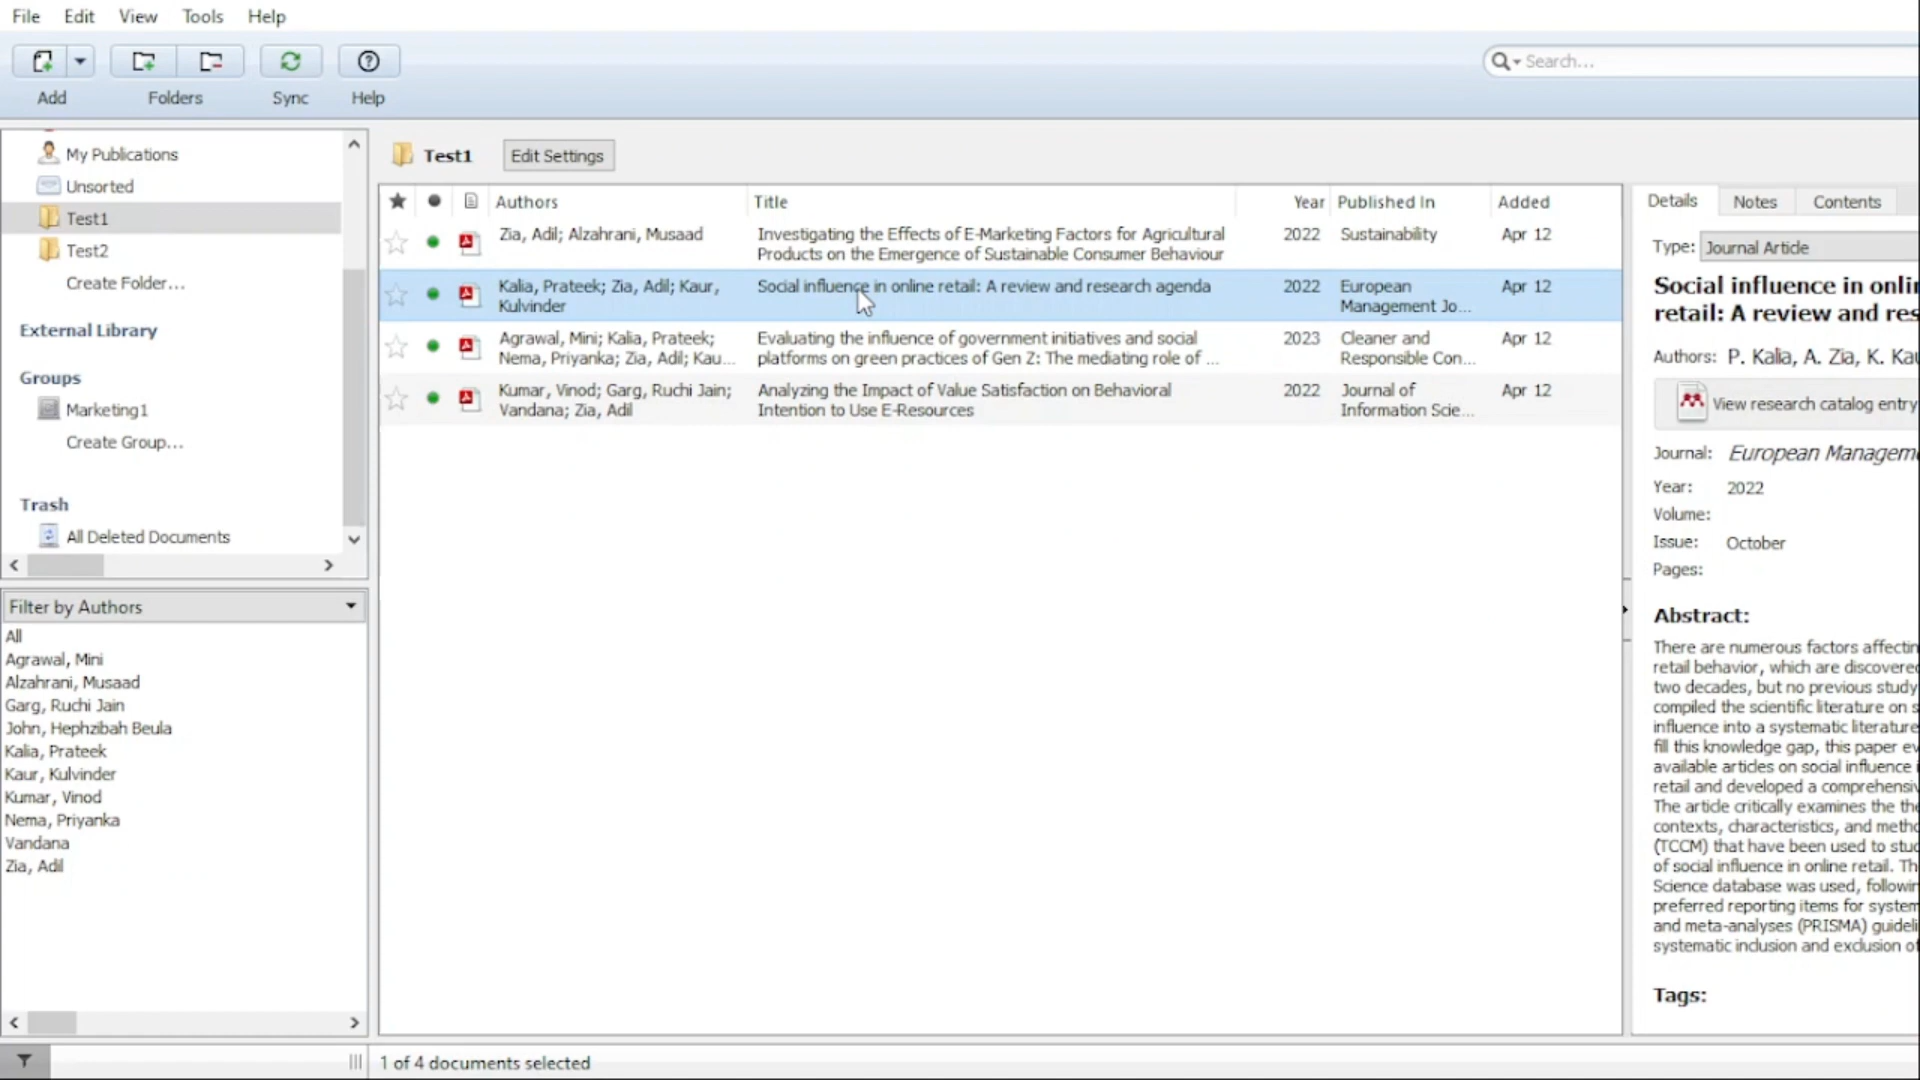 File Edit View Tools Help
Search...
Add Folders Sync Help
My Publications
Unsorted
Test1
Test2
Create Folder...
External Library
Groups
Marketing1
Create Group...
Trash
All Deleted Documents
Filter by Authors
All
Agrawal, Mini
Alzahrani, Musaad
Garg, Ruchi Jain
John, Hephzibah Beula
Kalia, Prateek
Kaur, Kulvinder
Kumar, Vinod
Nema, Priyanka
Vandana
Zia, Adil
Test1 Edit Settings
Authors Title Year Published In Added
Zia, Adil; Alzahrani, Musaad Investigating the Effects of E-Marketing Factors for Agricultural 2022 Sustainability Apr 12
Products on the Emergence of Sustainable Consumer Behaviour
Kalia, Prateek; Zia, Adil; Kaur, Social influence in online retail: A review and research agenda 2022 European Apr 12
Kulvinder Management Jo...
Agrawal, Mini; Kalia, Prateek; Evaluating the influence of government initiatives and social 2023 Cleaner and Apr 12
Nema, Priyanka; Zia, Adil; Kau... platforms on green practices of Gen Z: The mediating role of ... Responsible Con...
Kumar, Vinod; Garg, Ruchi Jain; Analyzing the Impact of Value Satisfaction on Behavioral 2022 Journal of Apr 12
Vandana; Zia, Adil Intention to Use E-Resources Information Scie...
1 of 4 documents selected
Details Notes Contents
Type: Journal Article
Social influence in onlin
retail: A review and res
Authors: P. Kalia, A. Zia, K. Kau
View research catalog entry
Journal: European Manageme
Year: 2022
Volume:
Issue: October
Pages:
Abstract:
There are numerous factors affectin
retail behavior, which are discovered
two decades, but no previous study
compiled the scientific literature on s
influence into a systematic literature
fill this knowledge gap, this paper ev
available articles on social influence i
retail and developed a comprehensiv
The article critically examines the the
contexts, characteristics, and metho
(TCCM) that have been used to stud
of social influence in online retail. Th
Science database was used, followin
preferred reporting items for system
and meta-analyses (PRISMA) guideli
systematic inclusion and exclusion of
Tags: